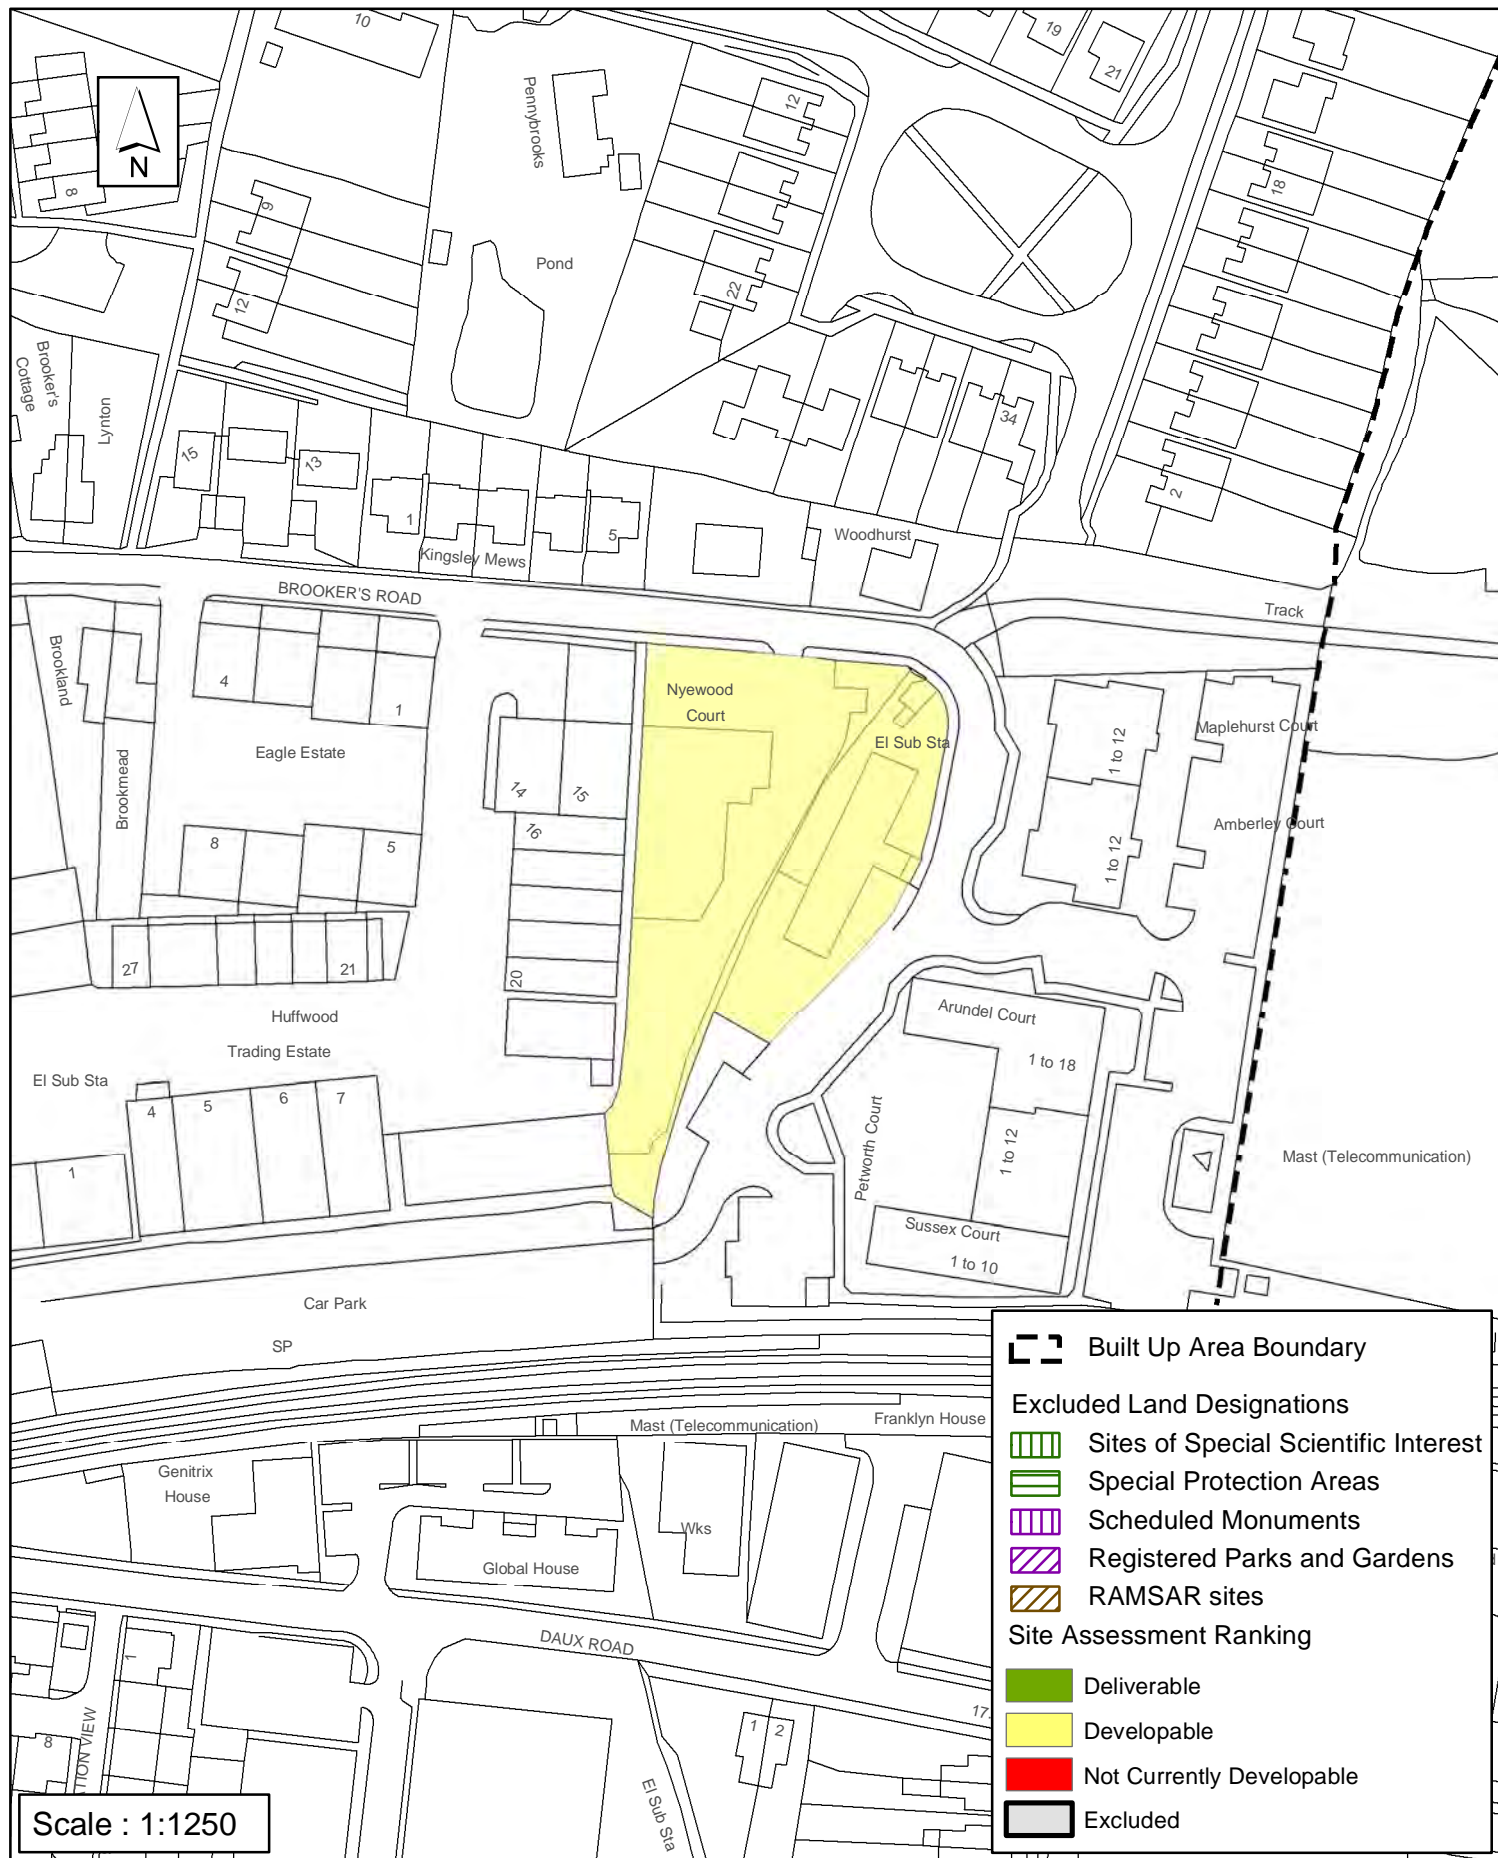 10
19
21
Pennybrooks
12
N
8
18
9
Pond
22
12
Brooker's
Cottage
Lynton
34
15
13
2
1
5
Woodhurst
Kingsley Mews
BROOKER'S ROAD
Track
Brookland
4
1
Nyewood
Court
El Sub Sta
Maplehurst Court
1 to 12
Eagle Estate
Brookmead
14
15
16
Amberley Court
1 to 12
8
5
27
21
20
Huffwood
Trading Estate
Arundel Court
1 to 18
El Sub Sta
4
5
6
7
Petworth Court
1 to 12
Mast (Telecommunication)
1
Sussex Court
1 to 10
Car Park
SP
Mast (Telecommunication)
Franklyn House
Genitrix
House
Wks
Global House
DAUX ROAD
17.
1
1
2
8
TION VIEW
El Sub Sta
Scale : 1:1250
Built Up Area Boundary
Excluded Land Designations
Sites of Special Scientific Interest
Special Protection Areas
Scheduled Monuments
Registered Parks and Gardens
RAMSAR sites
Site Assessment Ranking
Deliverable
Developable
Not Currently Developable
Excluded